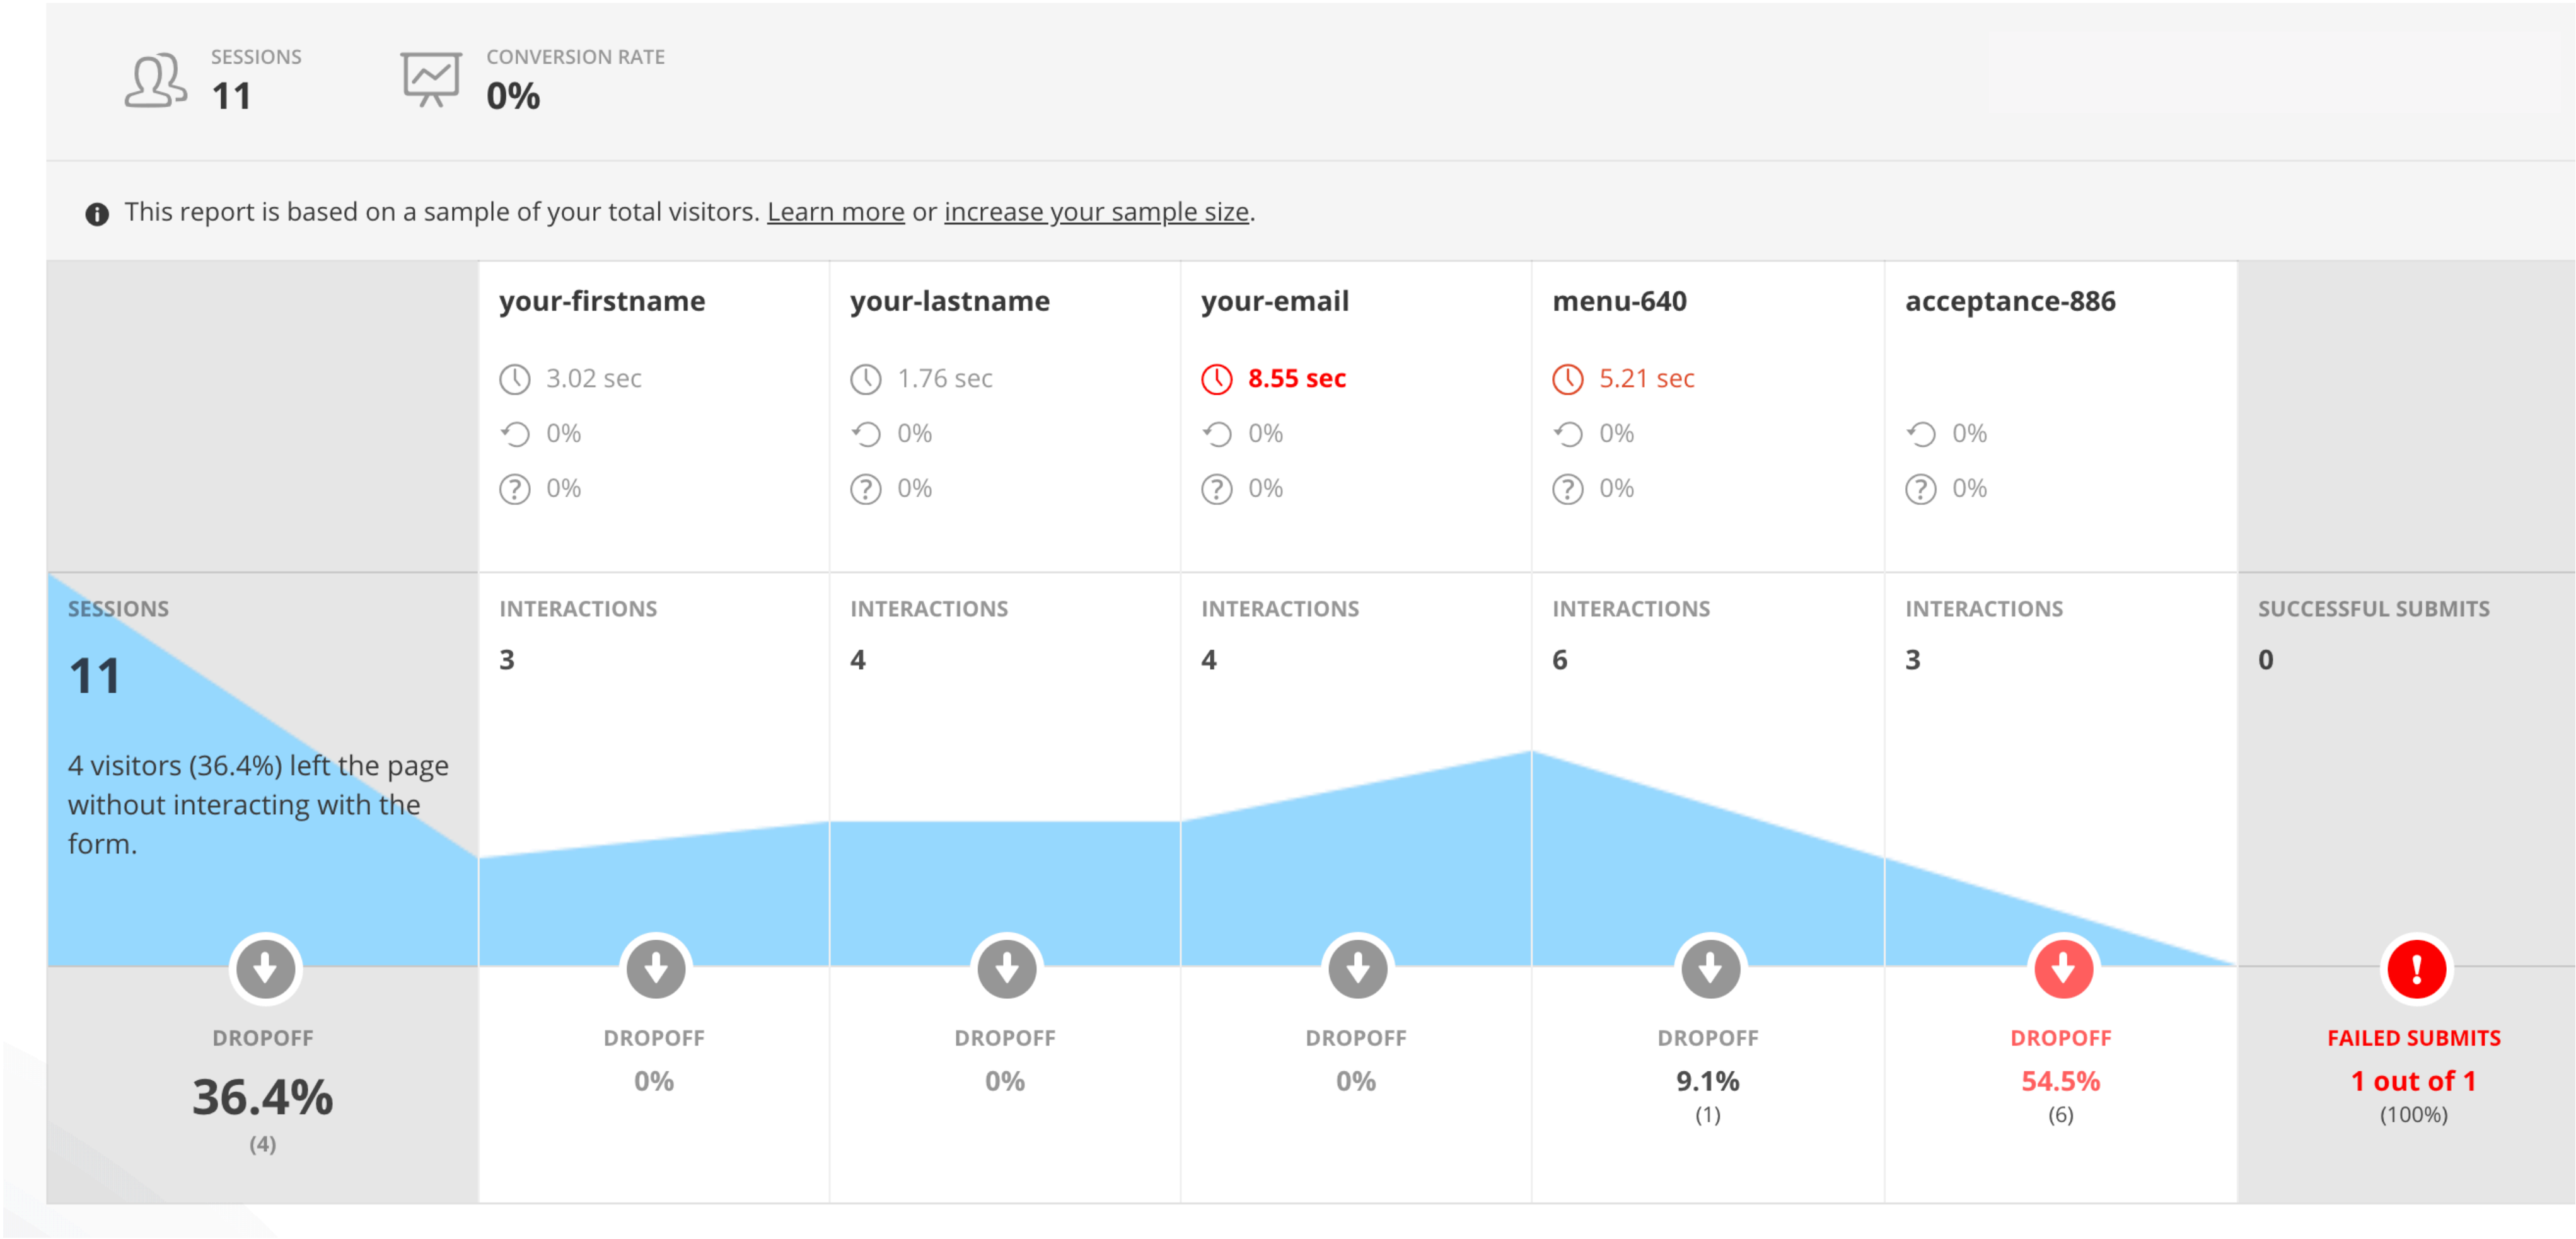 SESSIONS
11
CONVERSION RATE
0%
This report is based on a sample of your total visitors. Learn more or increase your sample size.
your-firstname
3.02 sec
0%
0%
your-lastname
1.76 sec
0%
0%
your-email
8.55 sec
0%
0%
menu-640
5.21 sec
0%
0%
acceptance-886
0%
0%
SESSIONS
11
4 visitors (36.4%) left the page
without interacting with the
form.
INTERACTIONS
3
INTERACTIONS
4
INTERACTIONS
4
INTERACTIONS
6
INTERACTIONS
3
SUCCESSFUL SUBMITS
0
DROPOFF
36.4%
(4)
DROPOFF
0%
DROPOFF
0%
DROPOFF
0%
DROPOFF
9.1%
(1)
DROPOFF
54.5%
(6)
FAILED SUBMITS
1 out of 1
(100%)